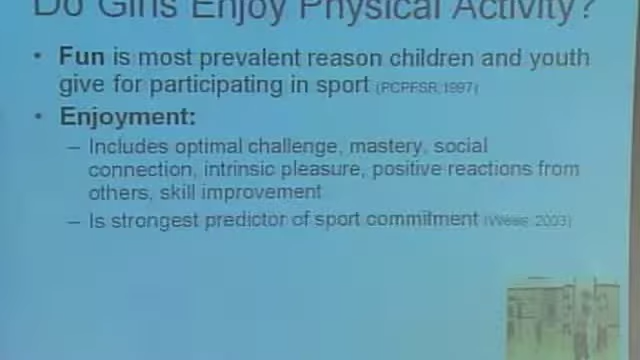 Do Girls Enjoy Physical Activity?
• Fun is most prevalent reason children and youth
give for participating in sport (PCPFSR, 1997)
• Enjoyment:
– Includes optimal challenge, mastery, social
connection, intrinsic pleasure, positive reactions from
others, skill improvement
– Is strongest predictor of sport commitment (Weiss, 2003)